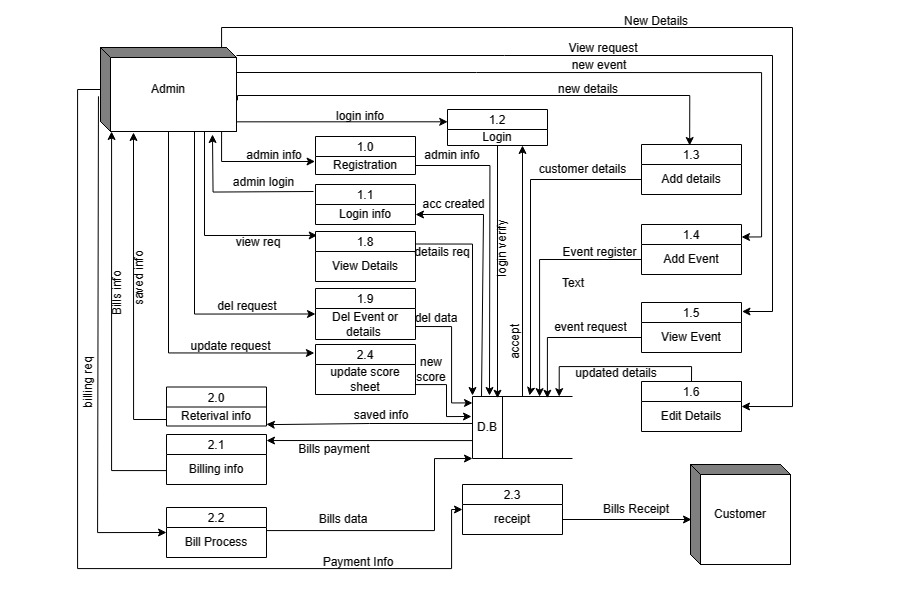 New Details
View request
new event
new details
Admin
login info
1.2
Login
1.0
Registration
admin info
admin info
1.3
Add details
customer details
admin login
1.1
Login info
acc created
view req
1.8
View Details
details req
login verify
1.4
Add Event
Event register
Text
Bills info
saved info
del request
1.9
Del Event or
details
del data
1.5
View Event
event request
accept
update request
2.4
update score
sheet
new
score
updated details
1.6
Edit Details
billing req
2.0
Reterival info
saved info
D.B
2.1
Billing info
Bills payment
2.2
Bill Process
Bills data
2.3
receipt
Bills Receipt
Customer
Payment Info